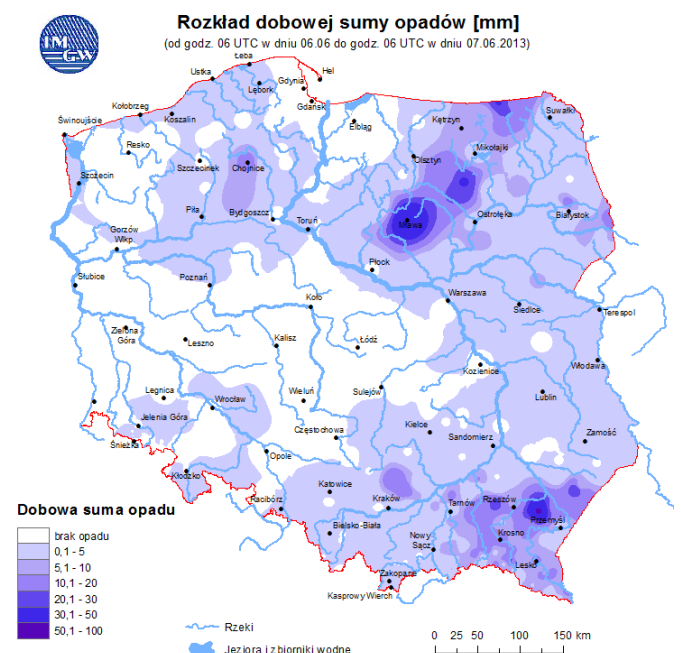 Rozkład dobowej sumy opadów [mm]
(od godz. 06 UTC w dniu 06.06 do godz. 06 UTC w dniu 07.06.2013)
IM
GW
Łeba
Ustka
Hel
Gdynia
Lębork
Gdańsk
Kołobrzeg
Koszalin
Suwałki
Świnoujście
Elbląg
Kętrzyn
Resko
Mikołajki
Olsztyn
Szczecinek
Chojnice
Szczecin
Piła
Bydgoszcz
Toruń
Mława
Ostrołęka
Białystok
Gorzów
Wlkp.
Płock
Słubice
Poznań
Koło
Warszawa
Siedlce
Terespol
Zielona
Góra
Leszno
Kalisz
Łódź
Kozienice
Włodawa
Legnica
Wrocław
Wieluń
Sulejów
Lublin
Jelenia Góra
Częstochowa
Kielce
Sandomierz
Zamość
Śnieżka
Opole
Kłodzko
Katowice
Racibórz
Kraków
Tarnów
Rzeszów
Przemyśl
Bielsko-Biała
Nowy
Sącz
Krosno
Lesko
Zakopane
Kasprowy Wierch
Dobowa suma opadu
brak opadu
0,1 - 5
5,1 - 10
10,1 - 20
20,1 - 30
30,1 - 50
50,1 - 100
Rzeki
Jeziora i zbiorniki wodne
0 25 50 100 150 km